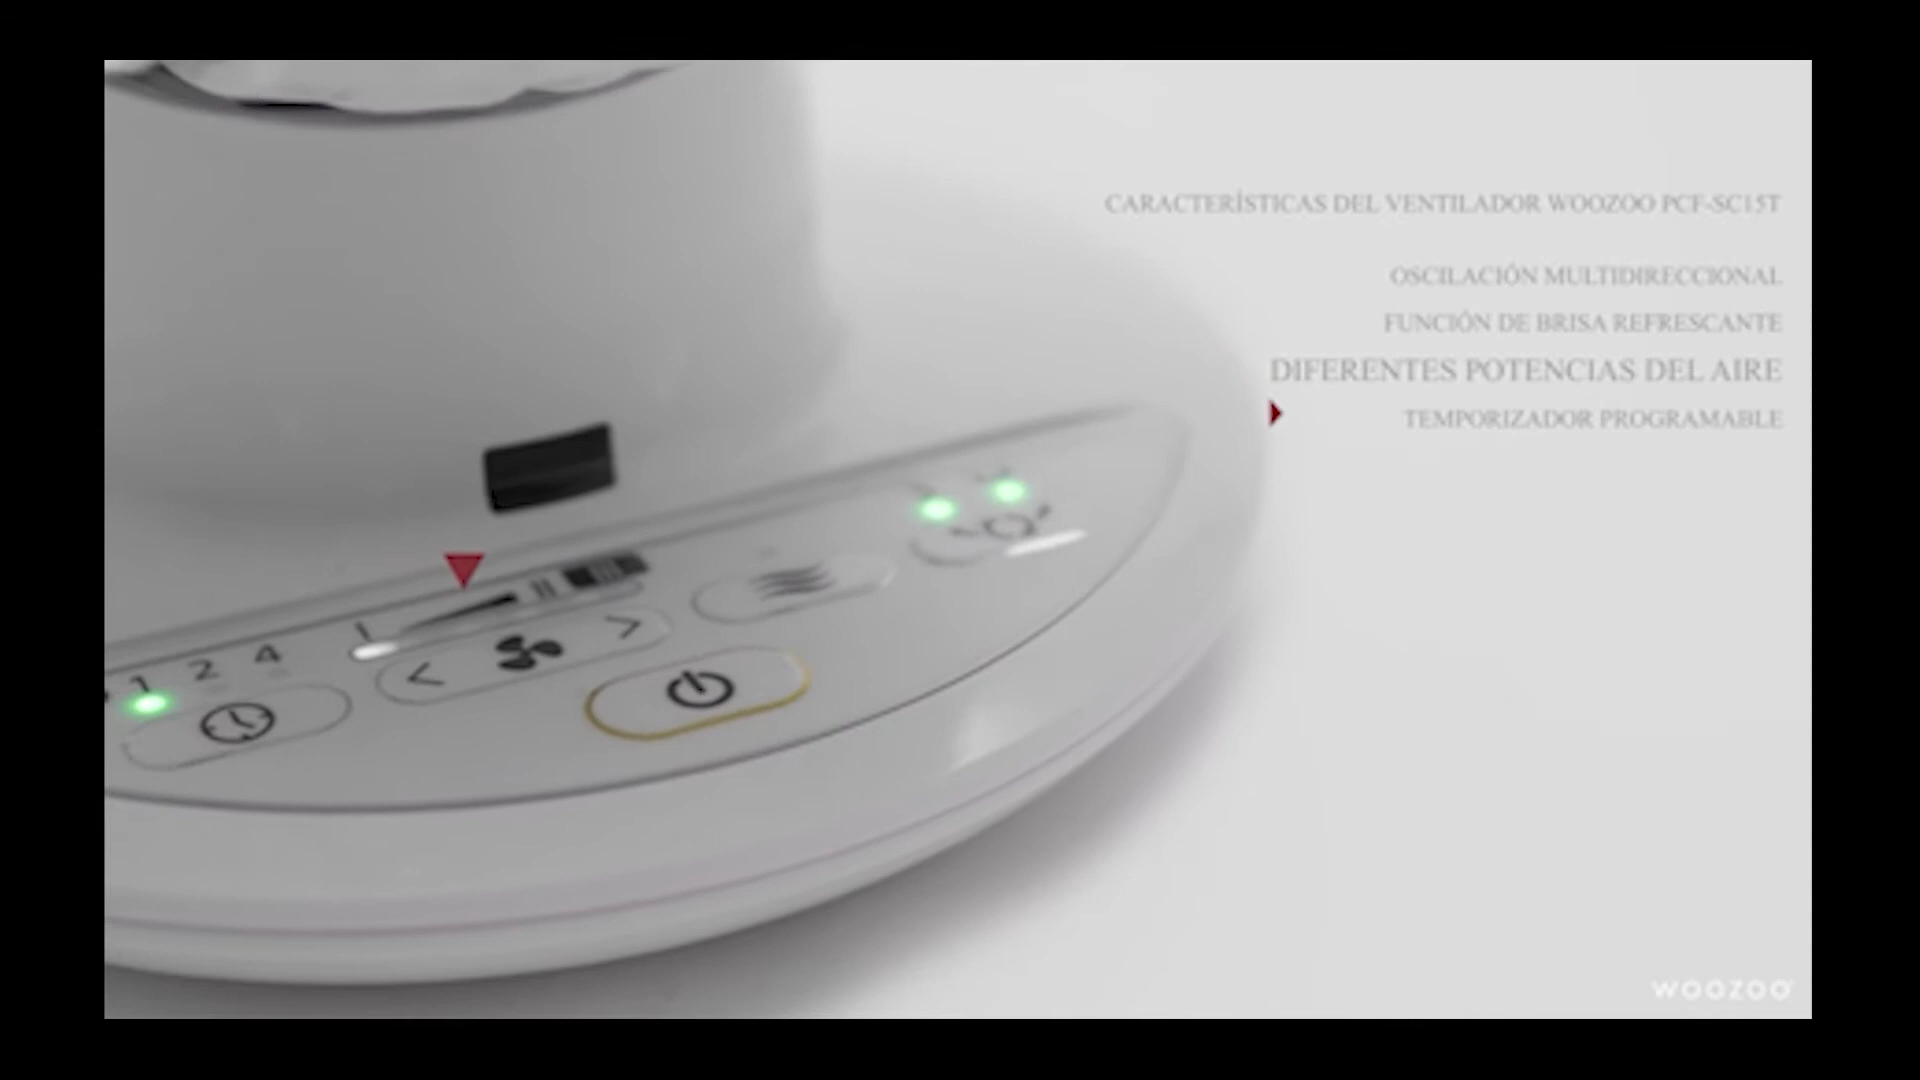 CARACTERÍSTICAS DEL VENTILADOR WOOZOO PCF-SC15T
OSCILACIÓN MULTIDIRECCIONAL
FUNCIÓN DE BRISA REFRESCANTE
DIFERENTES POTENCIAS DEL AIRE
TEMPORIZADOR PROGRAMABLE
1 2 4
WOOZOO